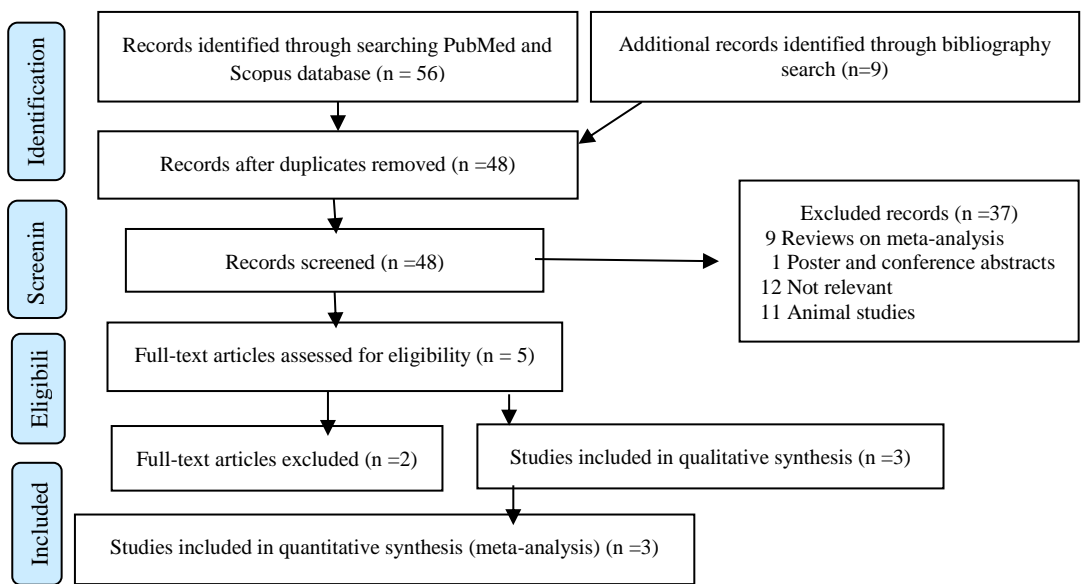 Identification
Records identified through searching PubMed and
Scopus database (n = 56)
Additional records identified through bibliography
search (n=9)
Records after duplicates removed (n =48)
Screenin
Records screened (n =48)
Excluded records (n =37)
9 Reviews on meta-analysis
1 Poster and conference abstracts
12 Not relevant
11 Animal studies
Eligibili
Full-text articles assessed for eligibility (n = 5)
Full-text articles excluded (n =2)
Studies included in qualitative synthesis (n =3)
Included
Studies included in quantitative synthesis (meta-analysis) (n =3)